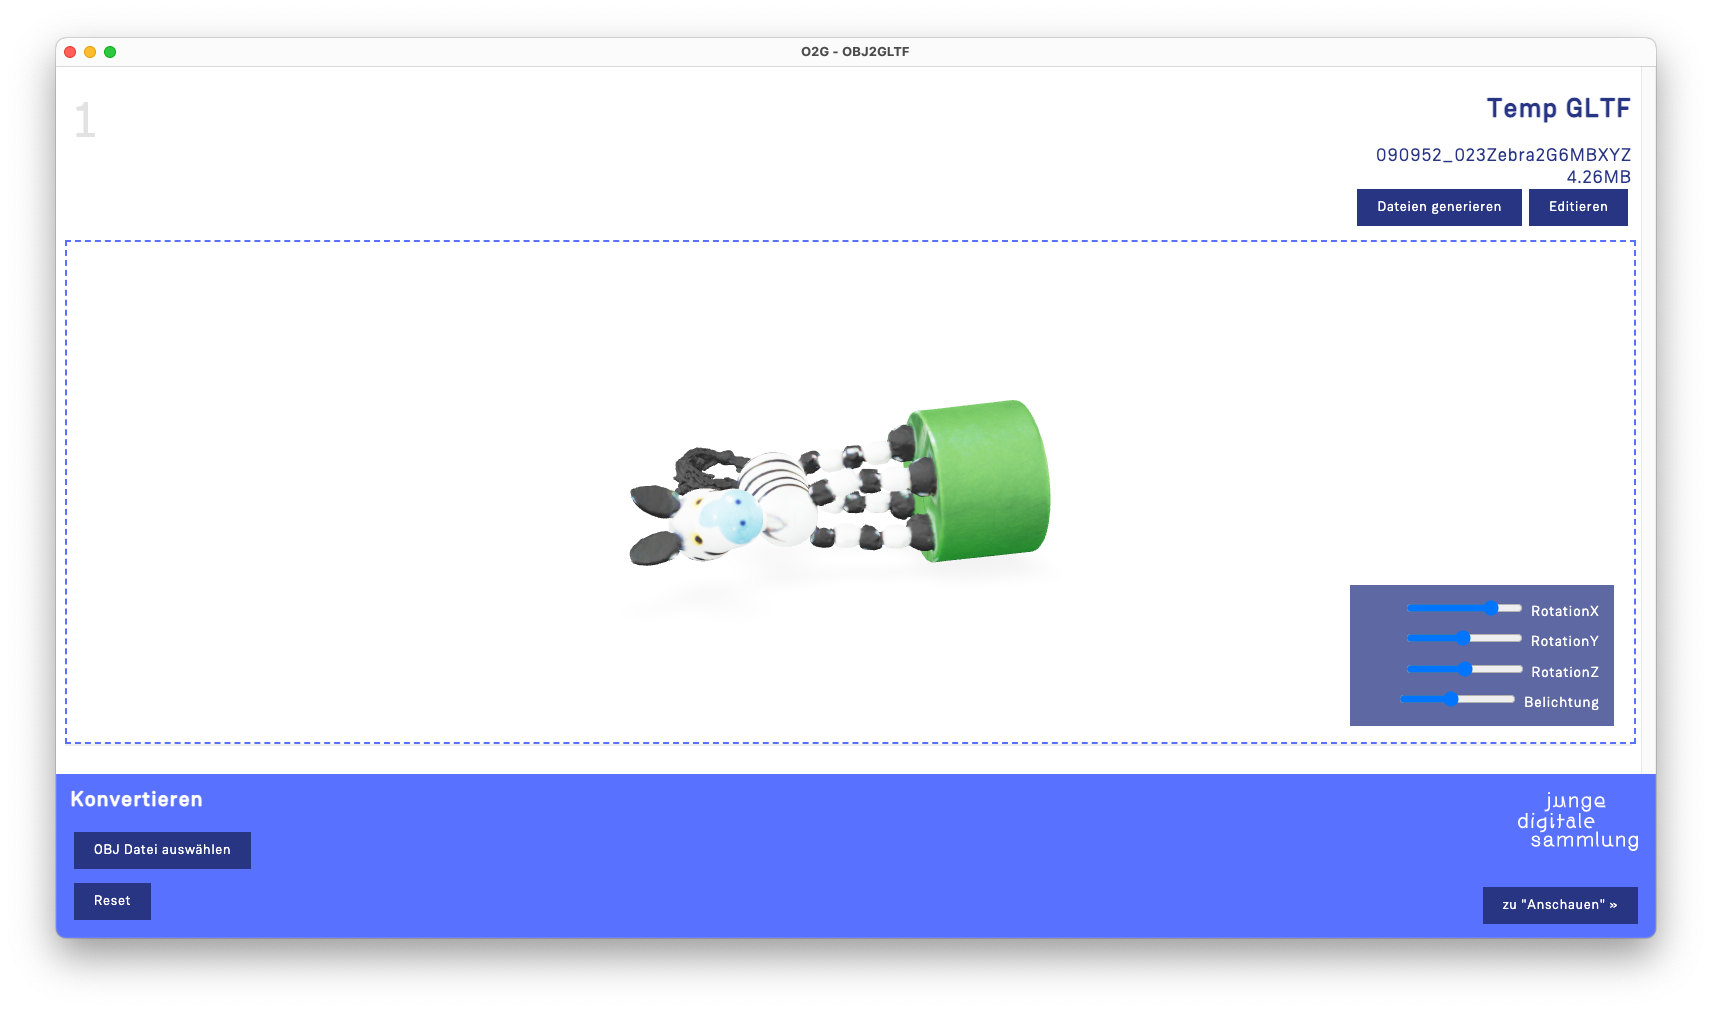 O2G - OBJ2GLTF
1
Temp GLTF
090952_023Zebra2G6MBXYZ
4.26MB
Dateien generieren
Editieren
RotationX
RotationY
RotationZ
Belichtung
Konvertieren
OBJ Datei auswählen
Reset
junge
digitale
sammlung
zu "Anschauen" »